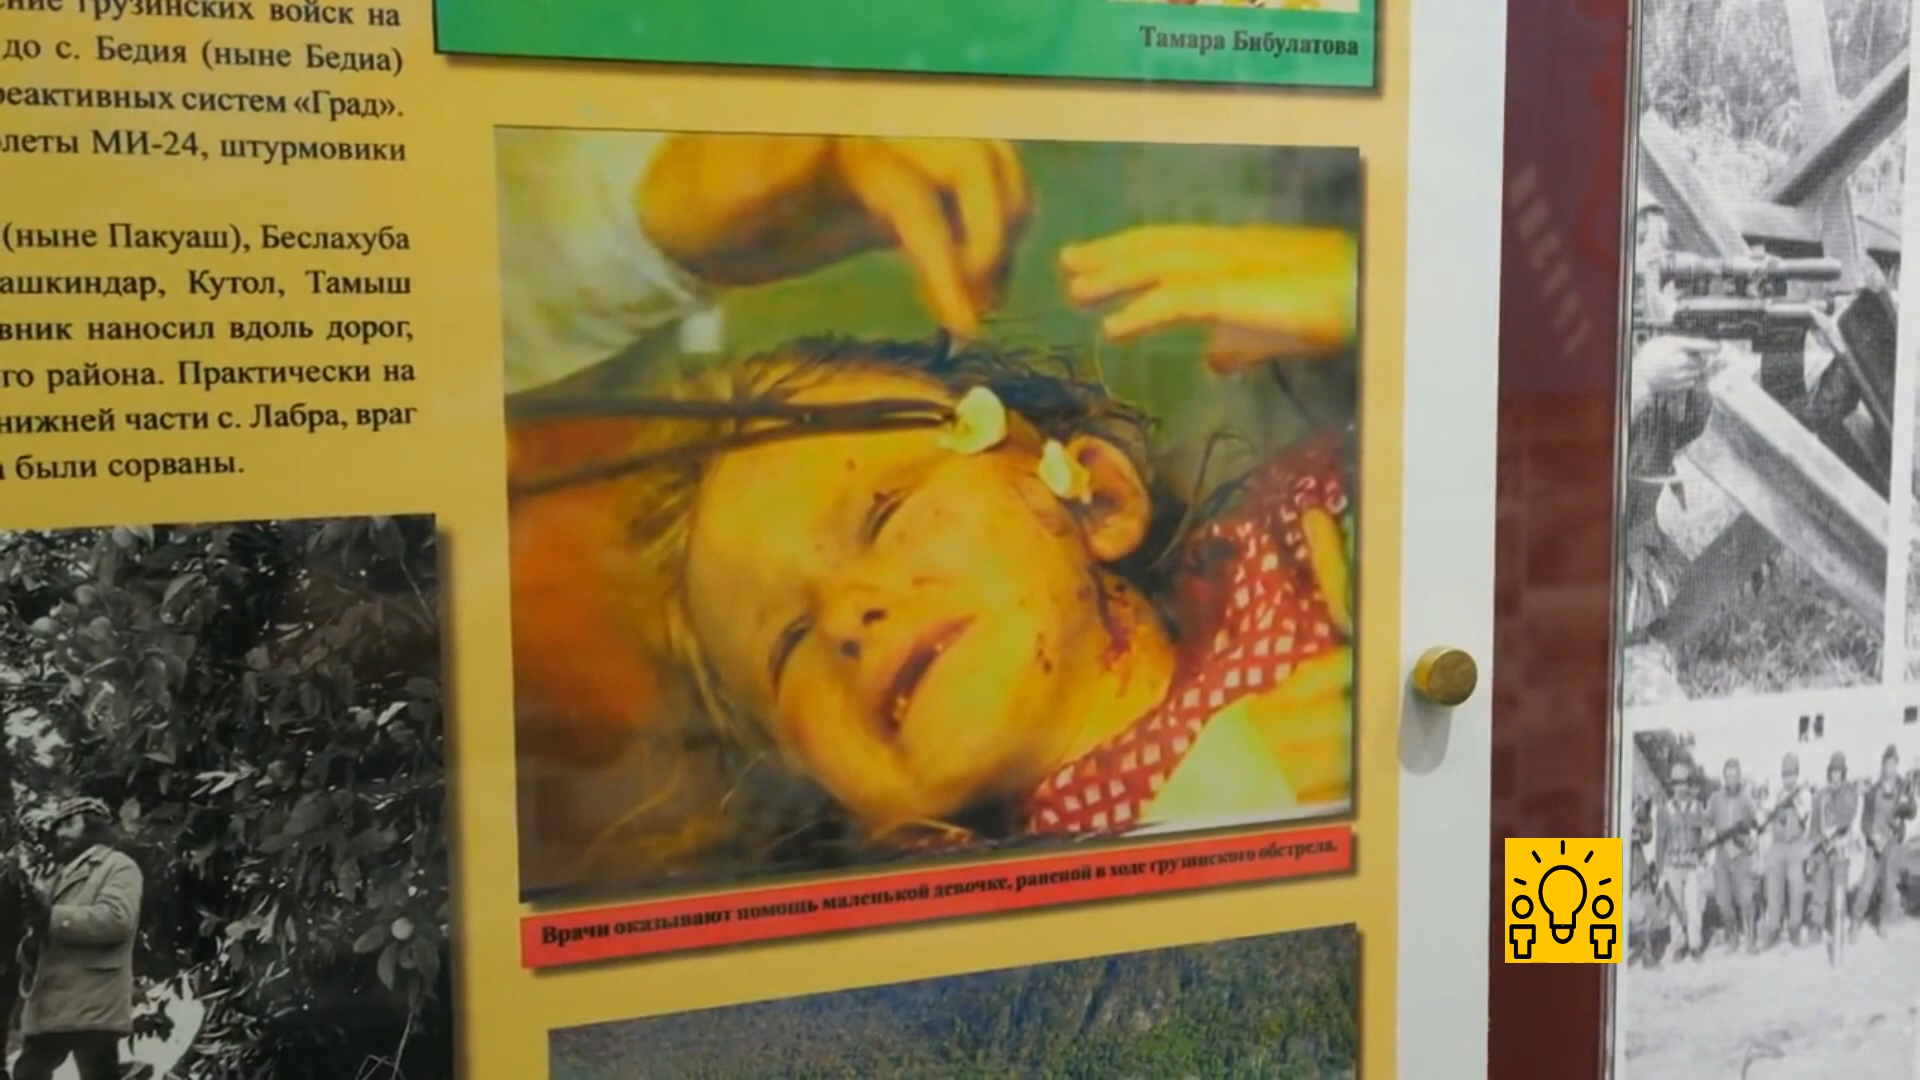 ние грузинских войск на
до с. Бедия (ныне Бедиа)
реактивных систем «Град».
леты МИ-24, штурмовики
(ныне Пакуаш), Беслахуба
ашкиндар, Кутол, Тамыш
вник наносил вдоль дорог,
го района. Практически на
нижней части с. Лабра, враг
были сорваны.
Тамара Бибулатова
Врачи оказывают помощь маленькой девочке, раненой в ходе грузинского обстрела.